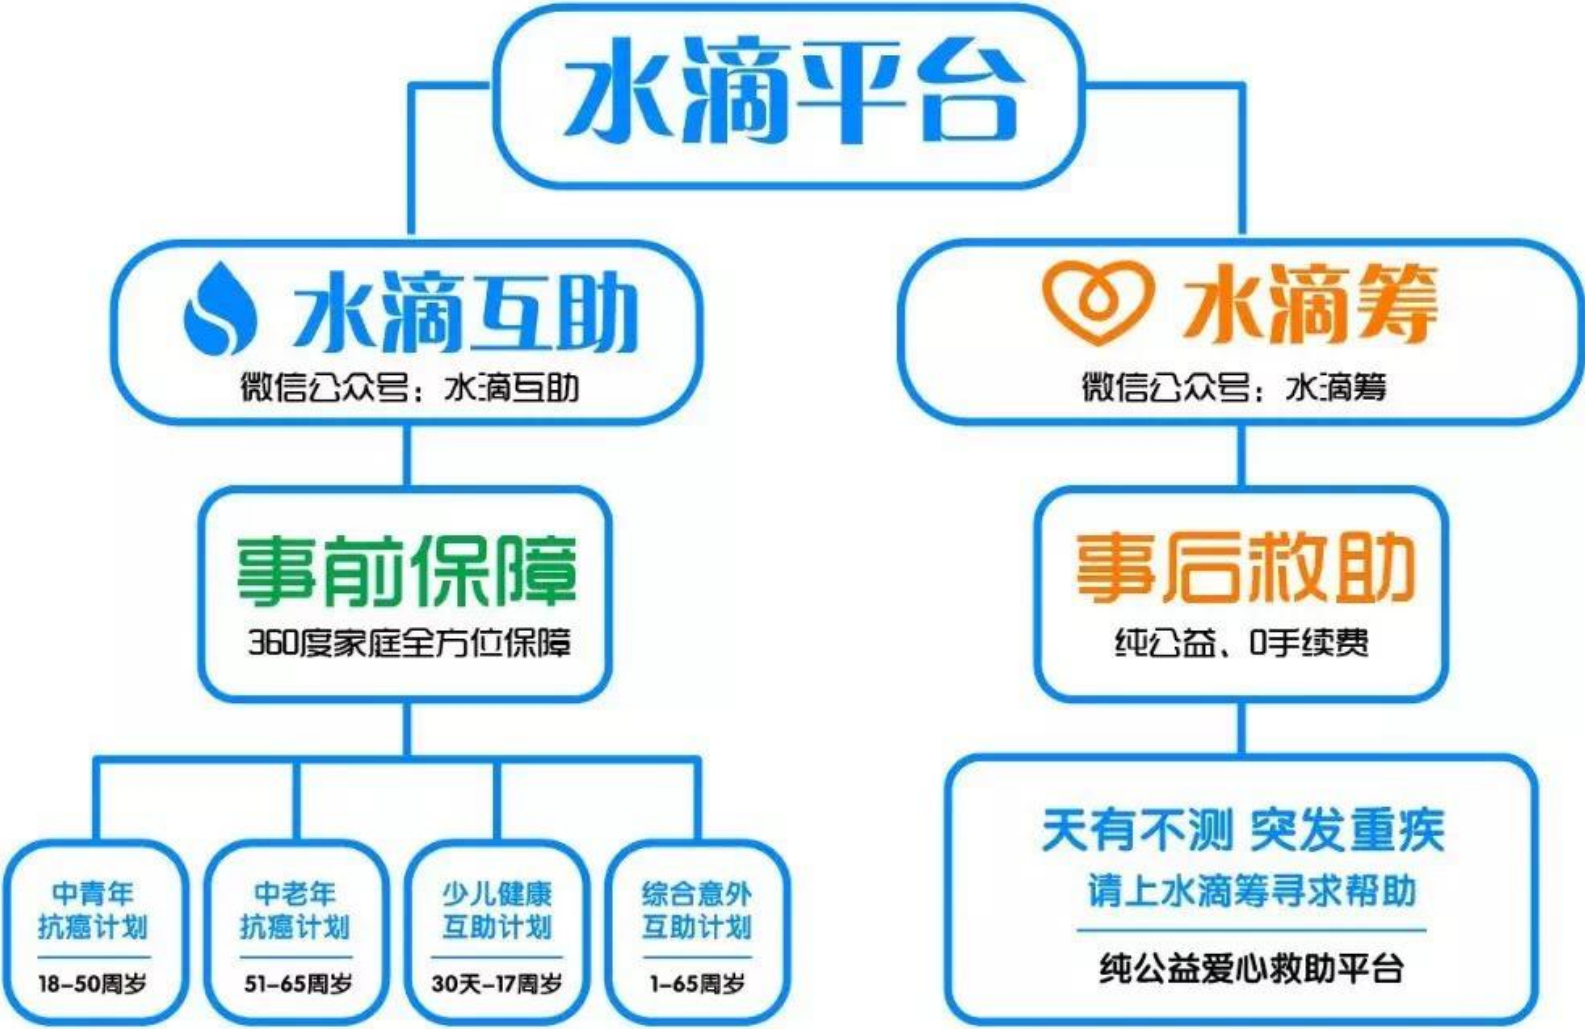 水滴平台
水滴互助
微信公众号：水滴互助
水滴筹
微信公众号：水滴筹
事前保障
360度家庭全方位保障
事后救助
纯公益、0手续费
中青年
抗癌计划
18-50周岁
中老年
抗癌计划
51-65周岁
少儿健康
互助计划
30天-17周岁
综合意外
互助计划
1-65周岁
天有不测 突发重疾
请上水滴筹寻求帮助
纯公益爱心救助平台